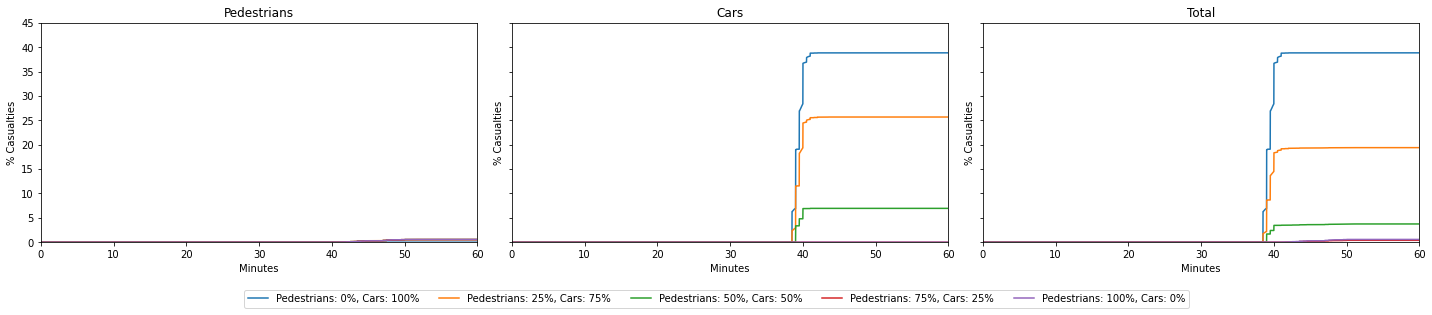 Pedestrians
45
40
35
30
25
20
15
10
5
0
% Casualties
0 10 20 30 40 50 60
Minutes
Cars
% Casualties
0 10 20 30 40 50 60
Minutes
Total
% Casualties
0 10 20 30 40 50 60
Minutes
Pedestrians: 0%, Cars: 100% Pedestrians: 25%, Cars: 75% Pedestrians: 50%, Cars: 50% Pedestrians: 75%, Cars: 25% Pedestrians: 100%, Cars: 0%